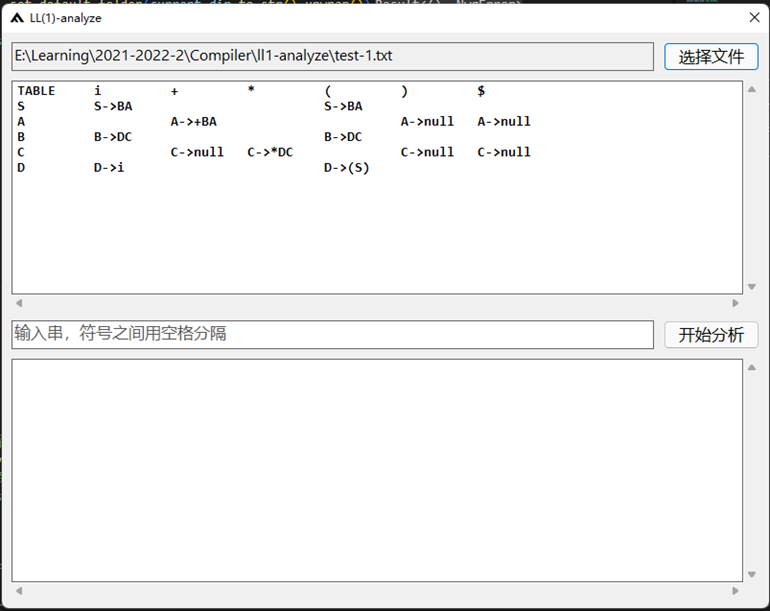 LL(1)-analyze
E:\Learning\2021-2022-2\Compiler\ll1-analyze\test-1.txt 选择文件
TABLE i + * ( ) $
S S->BA S->BA
A A->+BA A->null A->null
B B->DC B->DC
C C->null C->*DC C->null C->null
D D->i D->(S)
输入串，符号之间用空格分隔 开始分析